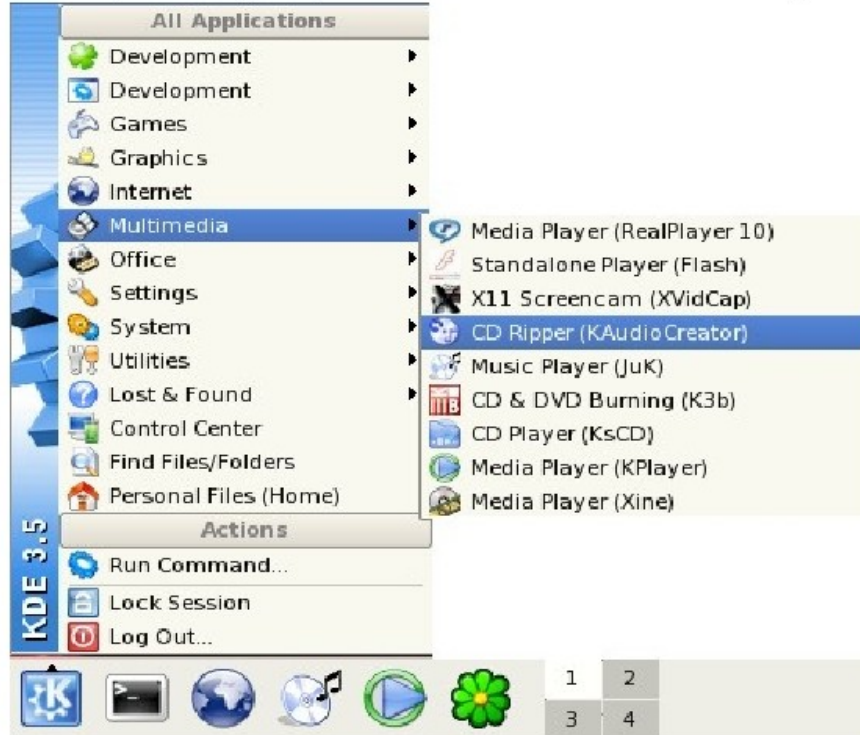 All Applications
Development
Development
Games
Graphics
Internet
Multimedia
Office
Settings
System
Utilities
Lost & Found
Control Center
Find Files/Folders
Personal Files (Home)
Actions
Run Command...
Lock Session
Log Out...
KDE 3.5
Media Player (RealPlayer 10)
Standalone Player (Flash)
X11 Screencam (XVidCap)
CD Ripper (KAudioCreator)
Music Player (JuK)
CD & DVD Burning (K3b)
CD Player (KsCD)
Media Player (KPlayer)
Media Player (Xine)
1 2
3 4